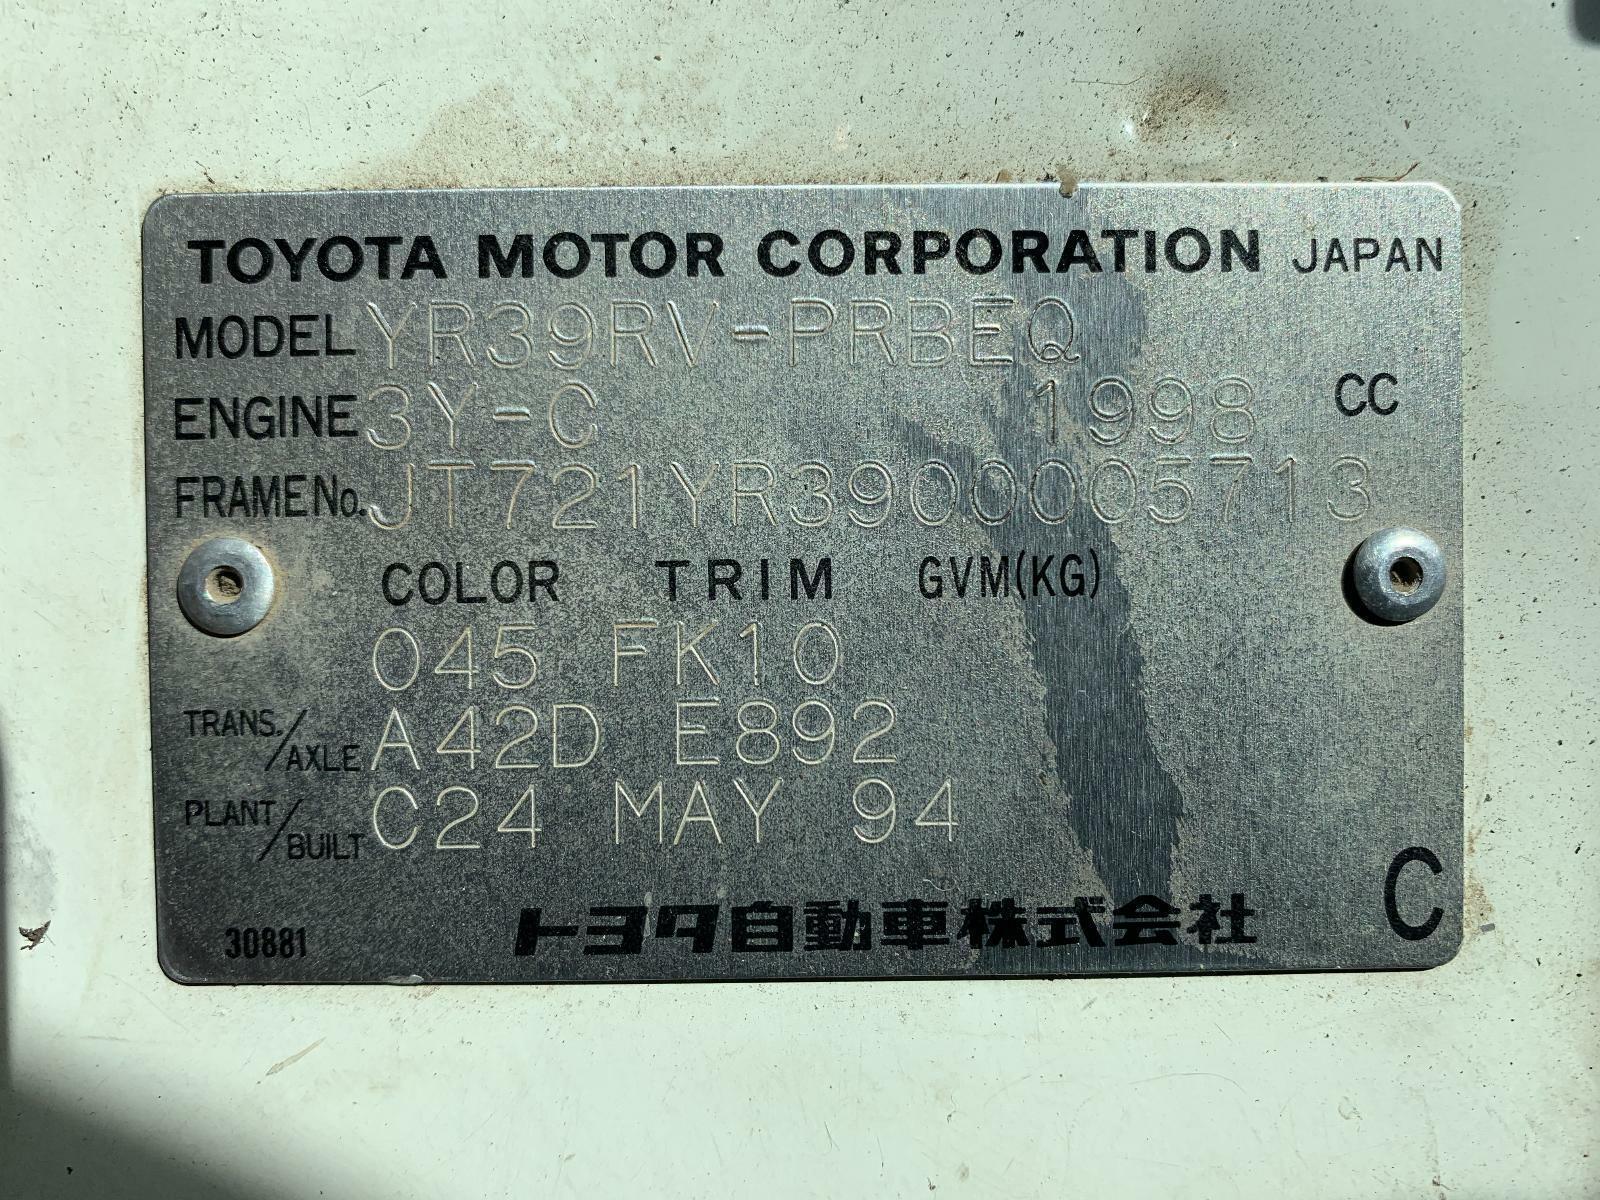 TOYOTA MOTOR CORPORATION JAPAN
MODEL YR39RV-PRBEQ
ENGINE 3Y-C 1998 CC
FRAME No. JT721YR3900005713
COLOR TRIM GVM(KG)
045 FK10
TRANS./AXLE A42D E892
PLANT/BUILT C24 MAY 94
C
30881 トヨタ自動車株式会社